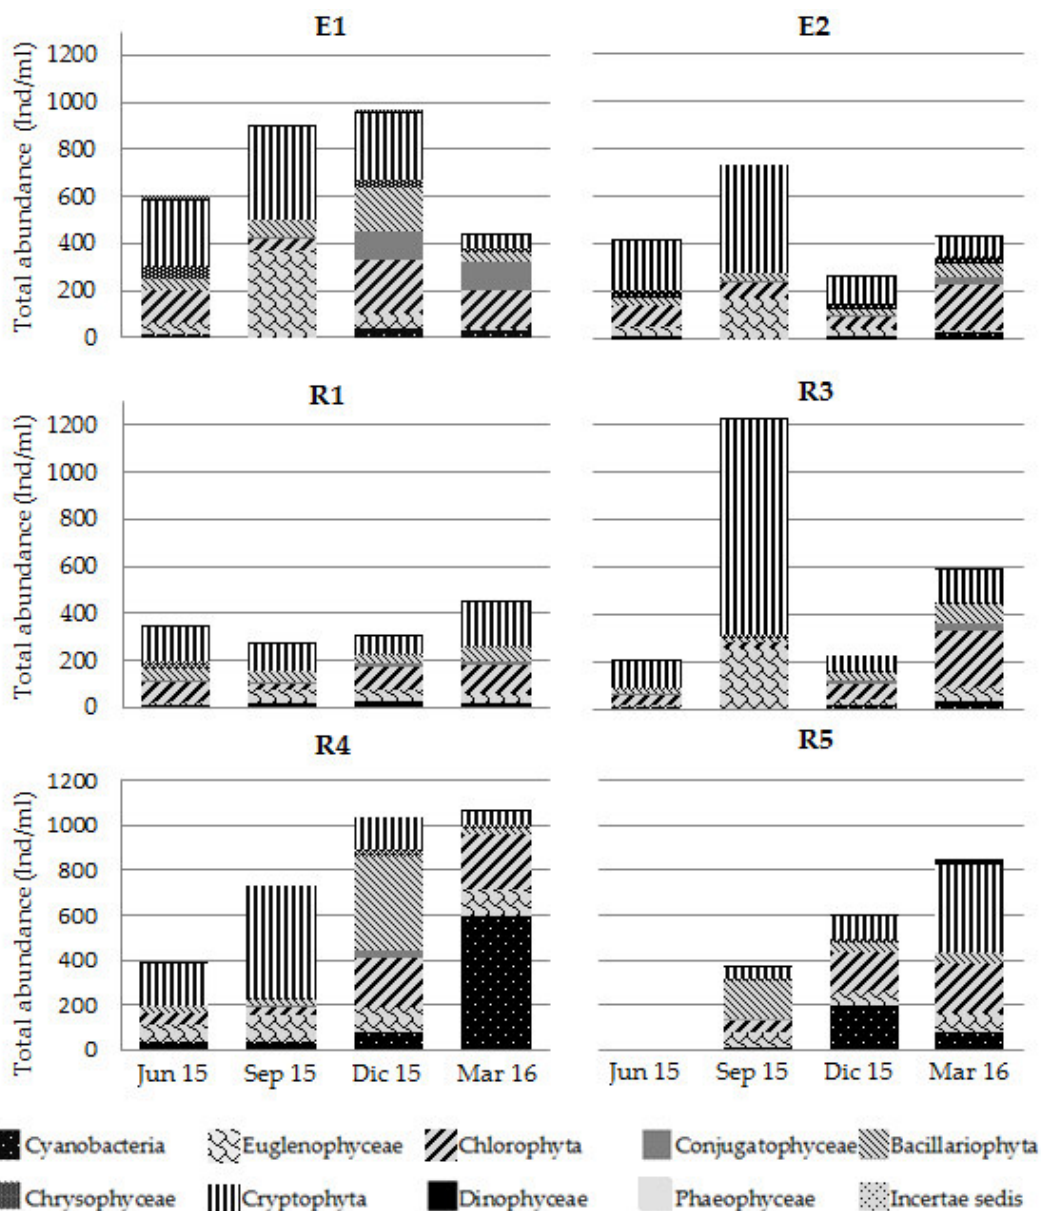 E1 E2
Total abundance (Ind/ml)
1200
1000
800
600
400
200
0
R1 R3
Total abundance (Ind/ml)
1200
1000
800
600
400
200
0
R4 R5
Total abundance (Ind/ml)
1200
1000
800
600
400
200
0
Jun 15 Sep 15 Dic 15 Mar 16 Jun 15 Sep 15 Dic 15 Mar 16
Cyanobacteria Euglenophyceae Chlorophyta Conjugatophyceae Bacillariophyta
Chrysophyceae Cryptophyta Dinophyceae Phaeophyceae Incertae sedis